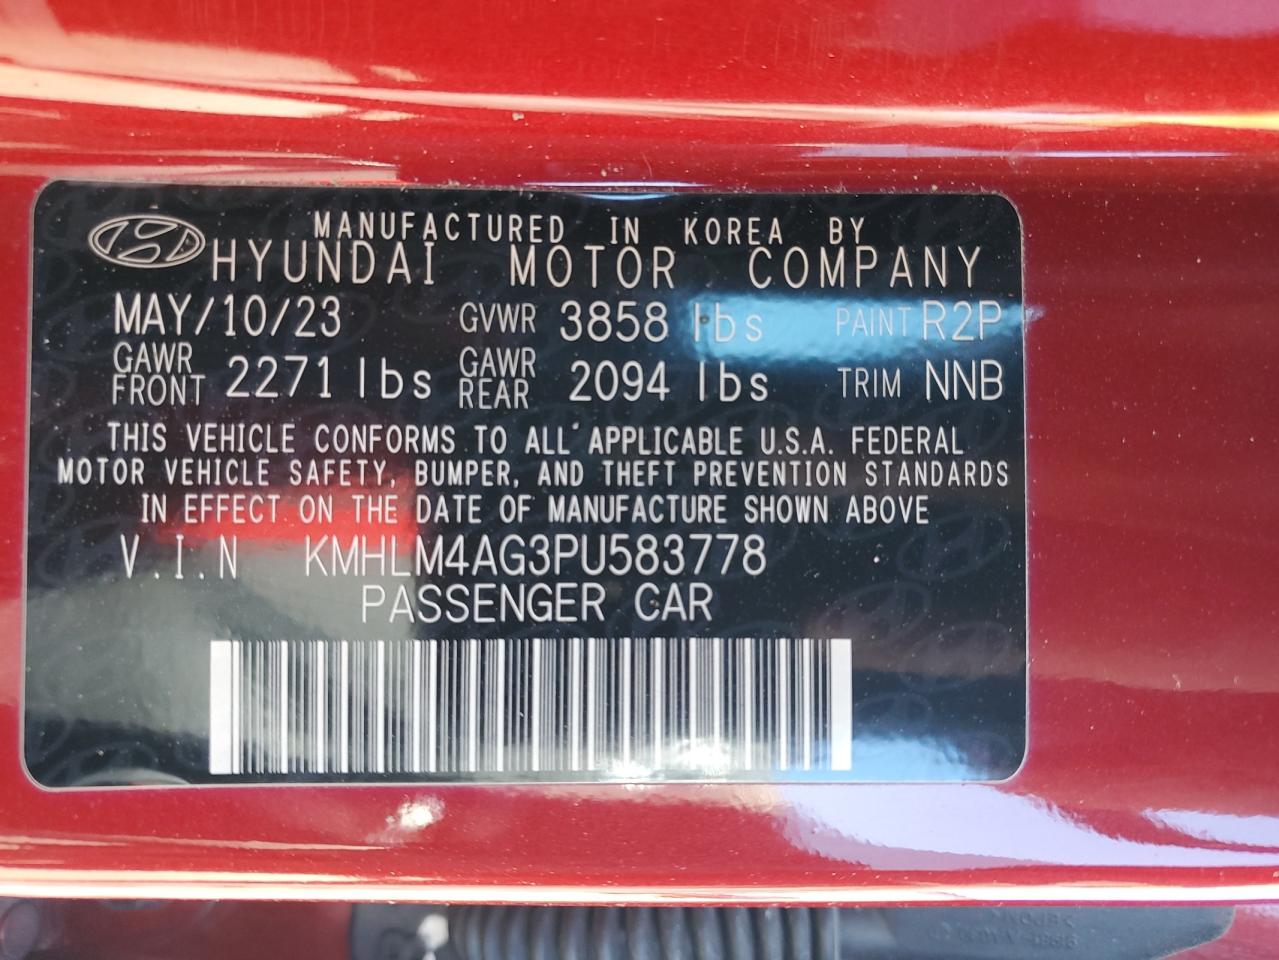 MANUFACTURED IN KOREA BY
HYUNDAI MOTOR COMPANY
MAY/10/23 GVWR 3858 lbs PAINT R2P
GAWR FRONT 2271 lbs GAWR REAR 2094 lbs TRIM NNB
THIS VEHICLE CONFORMS TO ALL APPLICABLE U.S.A. FEDERAL
MOTOR VEHICLE SAFETY, BUMPER, AND THEFT PREVENTION STANDARDS
IN EFFECT ON THE DATE OF MANUFACTURE SHOWN ABOVE
V.I.N KMHLM4AG3PU583778
PASSENGER CAR